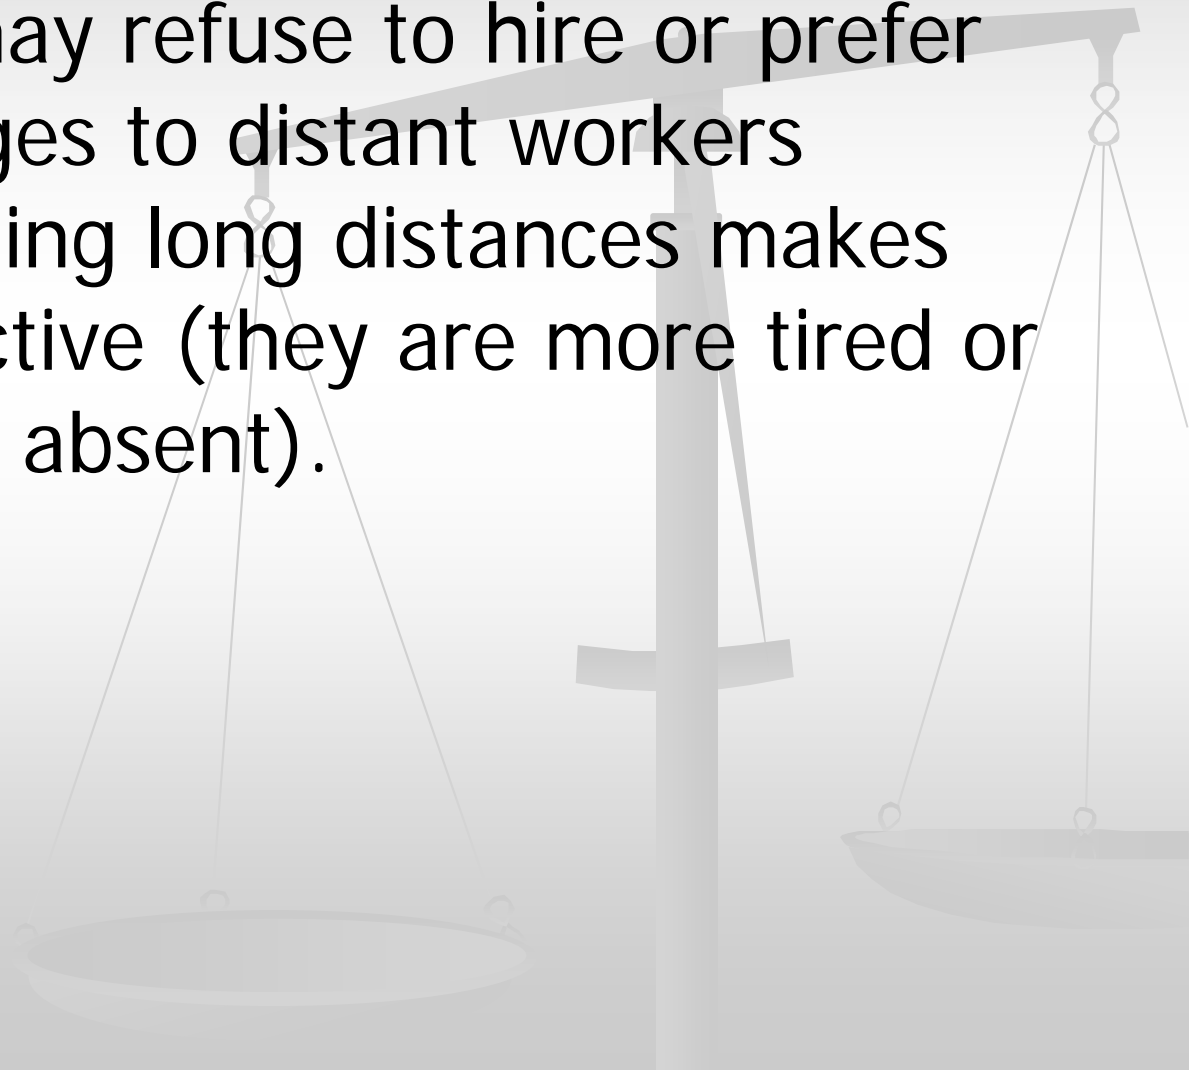 may refuse to hire or prefer
ges to distant workers
ing long distances makes
ctive (they are more tired or
absent).